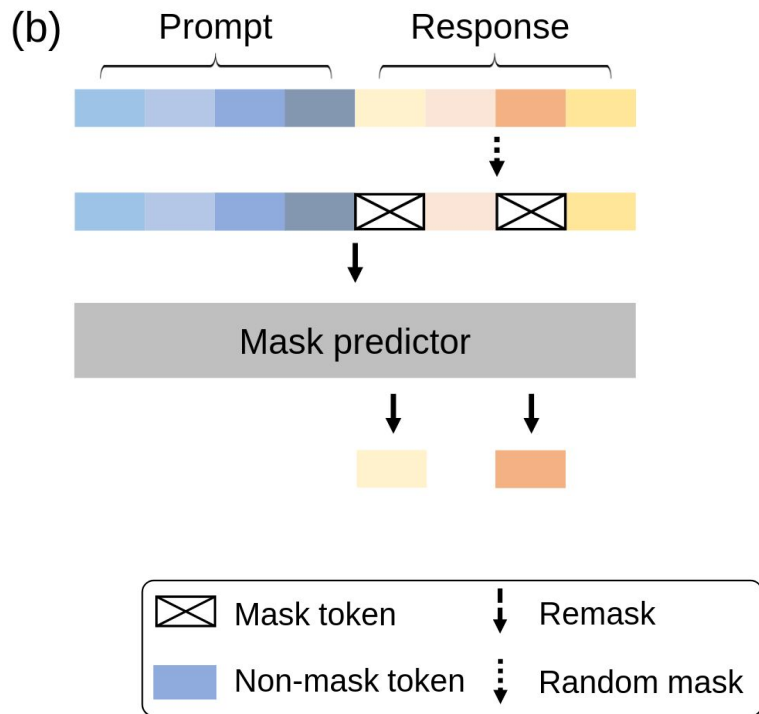 (b)
Prompt Response
Mask predictor
Mask token Remask
Non-mask token Random mask